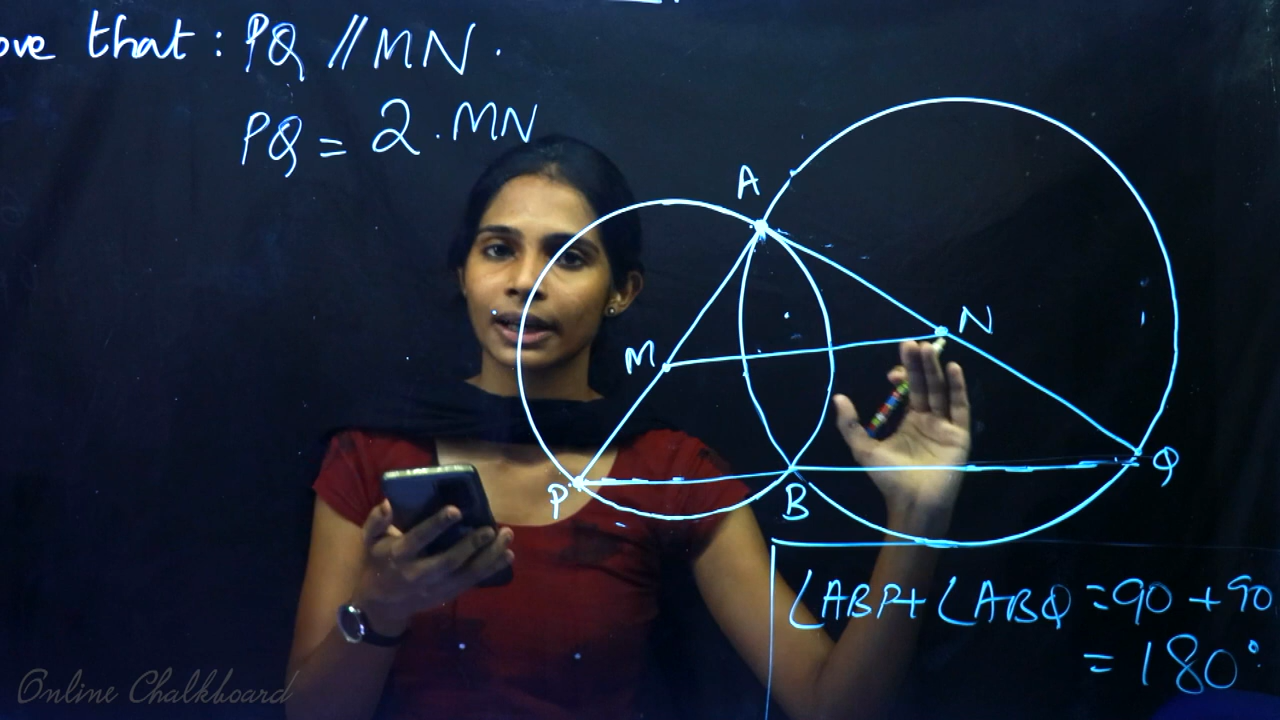 ove that : PQ // MN .
PQ = 2 . MN
A
N
M
P
B
Q
∠ABP + ∠ABQ = 90 + 90
= 180°
Online Chalkboard